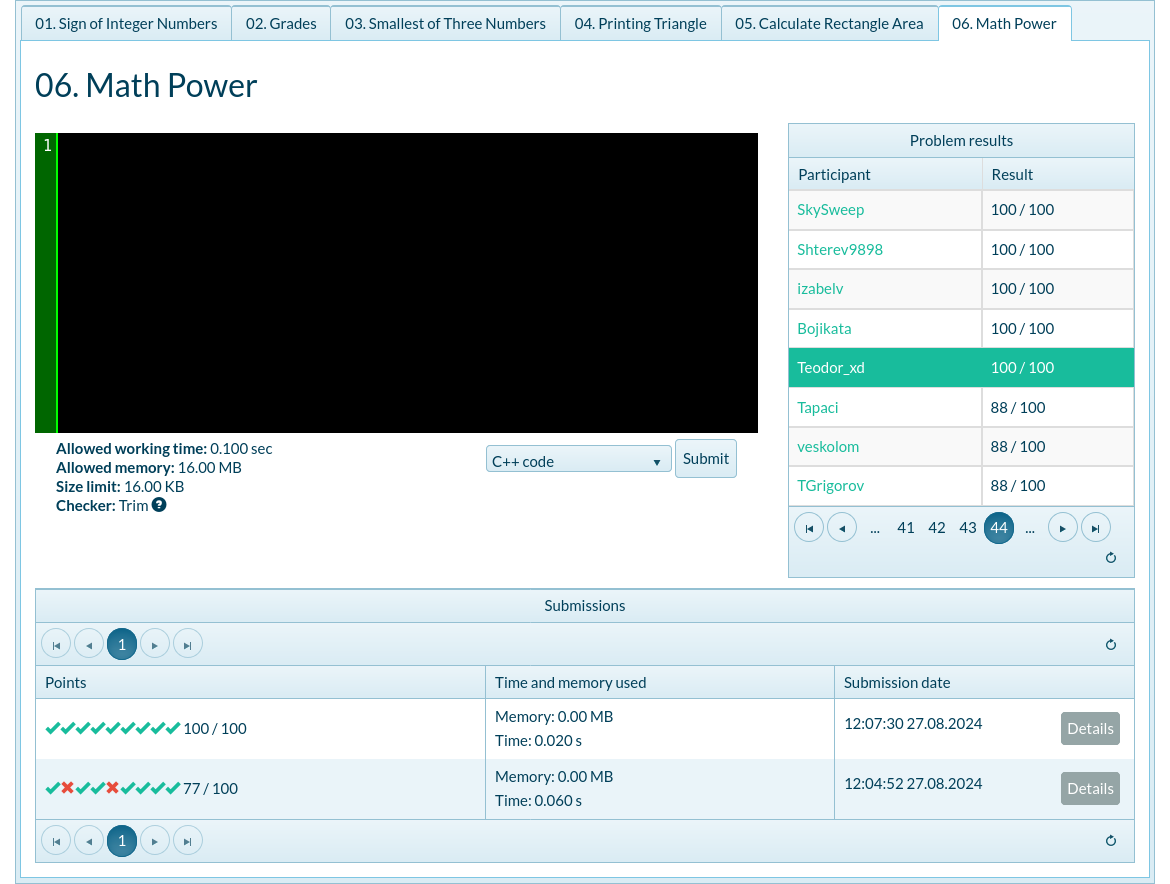 01. Sign of Integer Numbers
02. Grades
03. Smallest of Three Numbers
04. Printing Triangle
05. Calculate Rectangle Area
06. Math Power
06. Math Power
1
Allowed working time: 0.100 sec
Allowed memory: 16.00 MB
Size limit: 16.00 KB
Checker: Trim ?
C++ code
Submit
Problem results
Participant Result
SkySweep 100 / 100
Shterev9898 100 / 100
izabelv 100 / 100
Bojikata 100 / 100
Teodor_xd 100 / 100
Tapaci 88 / 100
veskolom 88 / 100
TGrigorov 88 / 100
... 41 42 43 44 ...
Submissions
1
Points Time and memory used Submission date
100 / 100
Memory: 0.00 MB
Time: 0.020 s
12:07:30 27.08.2024
Details
77 / 100
Memory: 0.00 MB
Time: 0.060 s
12:04:52 27.08.2024
Details
1